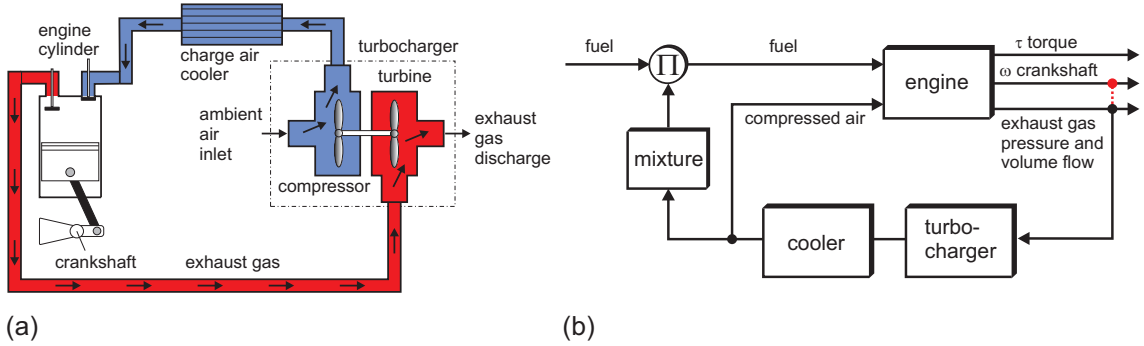 engine
cylinder
charge air
cooler
turbocharger
turbine
ambient
air
inlet
exhaust
gas
discharge
compressor
crankshaft
exhaust gas
(a)
fuel
Π
fuel
engine
τ torque
ω crankshaft
compressed air
exhaust gas
pressure and
volume flow
mixture
cooler
turbo-
charger
(b)